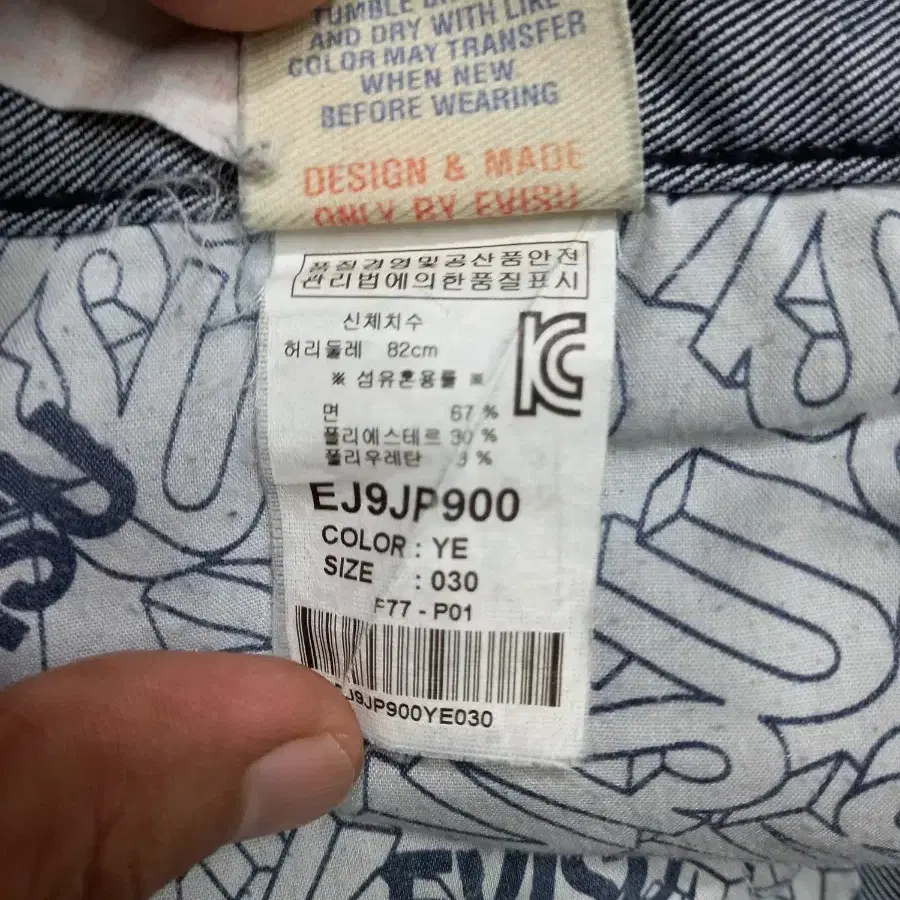 TUMBLE
AND DRY WITH LIKE
COLOR MAY TRANSFER
WHEN NEW
BEFORE WEARING
DESIGN & MADE
ONLY BY EVISU
품질경영및공산품안전
관리법에의한품질표시
신체치수
허리둘레 82cm
※ 섬유혼용률 ※
면 67 %
폴리에스테르 30 %
폴리우레탄 3 %
EJ9JP900
COLOR : YE
SIZE : 030
F77 - P01
EJ9JP900YE030
EVISU